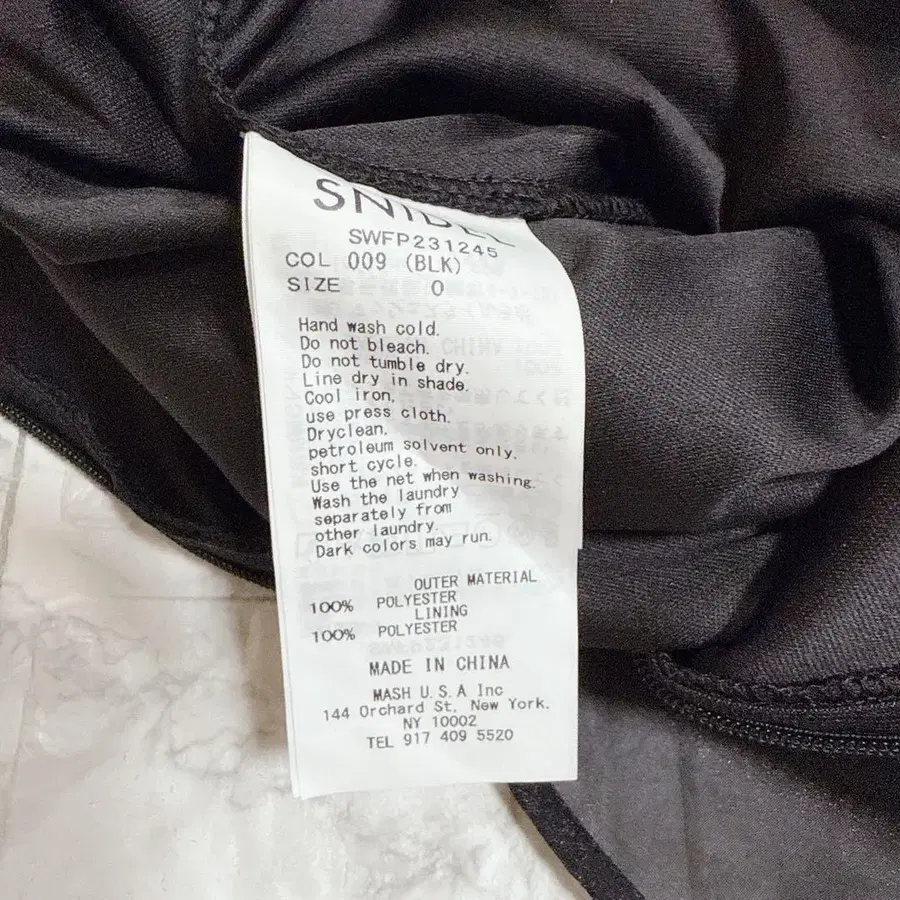 SNIDEL
SWFP231245
COL 009 (BLK)
SIZE 0
Hand wash cold.
Do not bleach.
Do not tumble dry.
Line dry in shade.
Cool iron,
use press cloth.
Dryclean,
petroleum solvent only,
short cycle.
Use the net when washing.
Wash the laundry
separately from
other laundry.
Dark colors may run.
OUTER MATERIAL
100% POLYESTER
LINING
100% POLYESTER
MADE IN CHINA
MASH U.S.A Inc
144 Orchard St. New York.
NY 10002
TEL 917 409 5520